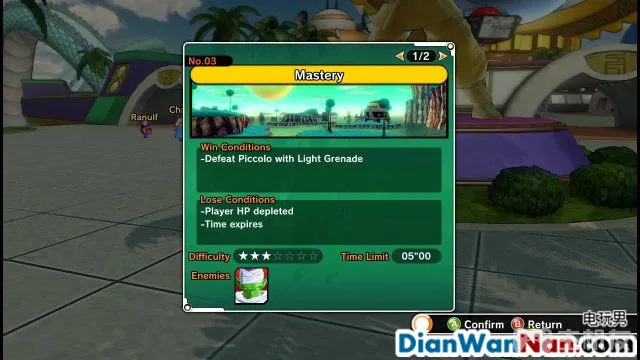 No.03
1/2
Mastery
Ranulf
Ch
Win Conditions
-Defeat Piccolo with Light Grenade
Lose Conditions
-Player HP depleted
-Time expires
Difficulty ★★★☆☆☆☆ Time Limit 05"00
Enemies
A Confirm B Return
电玩男
DianWanNan.com